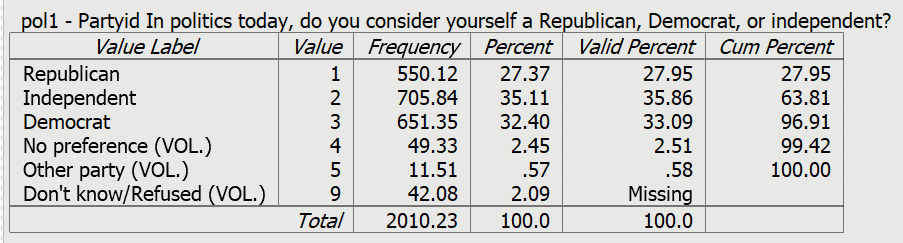 pol1 - Partyid In politics today, do you consider yourself a Republican, Democrat, or independent?
Value Label Value Frequency Percent Valid Percent Cum Percent
Republican 1 550.12 27.37 27.95 27.95
Independent 2 705.84 35.11 35.86 63.81
Democrat 3 651.35 32.40 33.09 96.91
No preference (VOL.) 4 49.33 2.45 2.51 99.42
Other party (VOL.) 5 11.51 .57 .58 100.00
Don't know/Refused (VOL.) 9 42.08 2.09 Missing
Total 2010.23 100.0 100.0